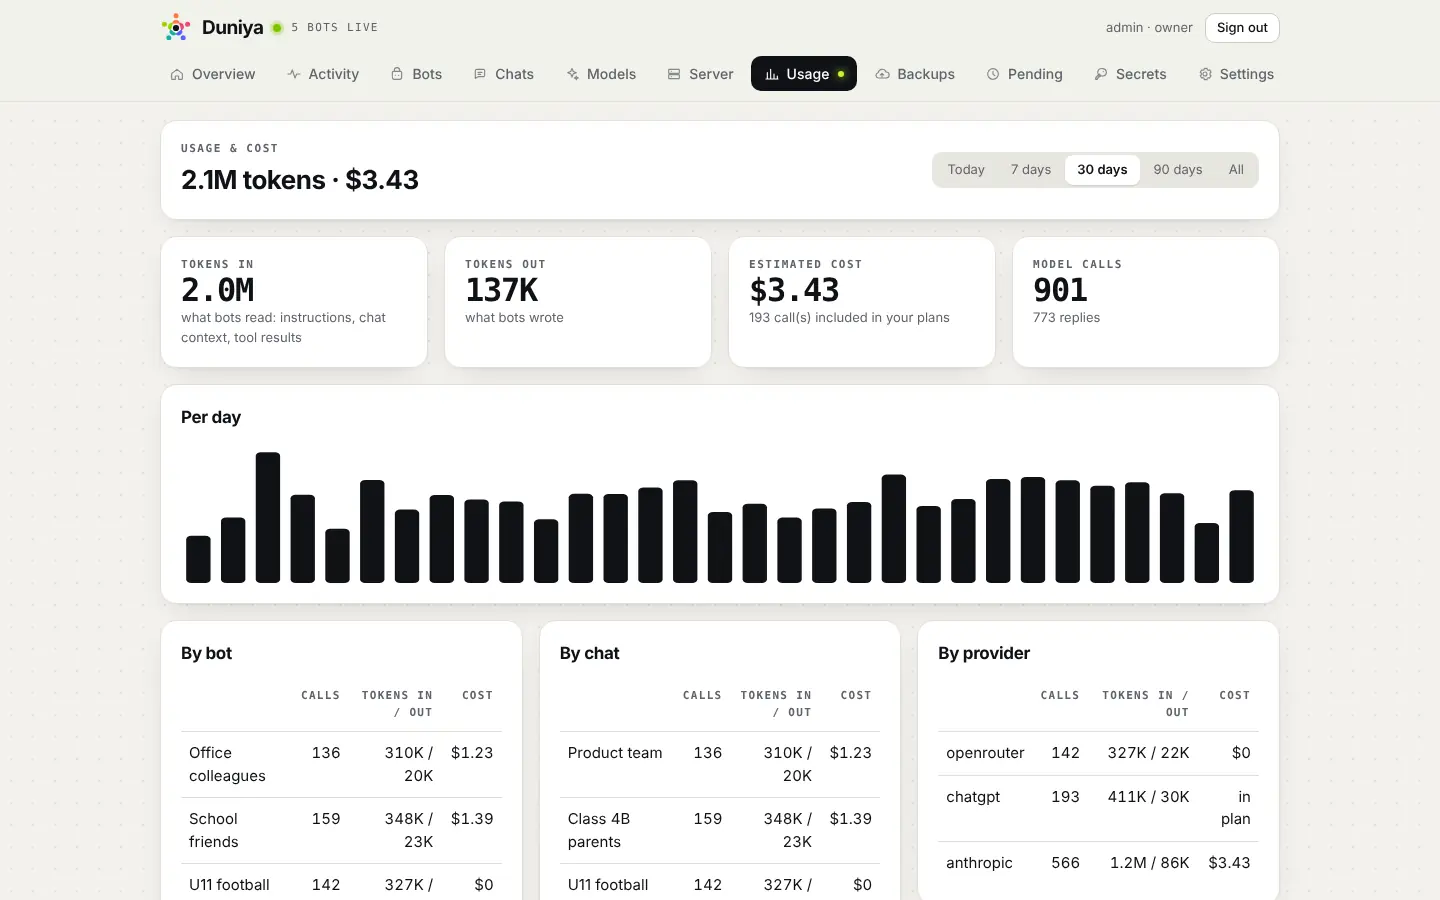 Duniya
5 BOTS LIVE
admin · owner
Sign out
Overview
Activity
Bots
Chats
Models
Server
Usage
Backups
Pending
Secrets
Settings
USAGE & COST
2.1M tokens · $3.43
Today
7 days
30 days
90 days
All
TOKENS IN
2.0M
what bots read: instructions, chat
context, tool results
TOKENS OUT
137K
what bots wrote
ESTIMATED COST
$3.43
193 call(s) included in your plans
MODEL CALLS
901
773 replies
Per day
By bot
CALLS TOKENS IN COST
/ OUT
Office 136 310K / $1.23
colleagues 20K
School 159 348K / $1.39
friends 23K
U11 football 142 327K / $0
By chat
CALLS TOKENS IN COST
/ OUT
Product team 136 310K / $1.23
20K
Class 4B 159 348K / $1.39
parents 23K
U11 football 142 327K / $0
By provider
CALLS TOKENS IN / COST
OUT
openrouter 142 327K / 22K $0
chatgpt 193 411K / 30K in
plan
anthropic 566 1.2M / 86K $3.43